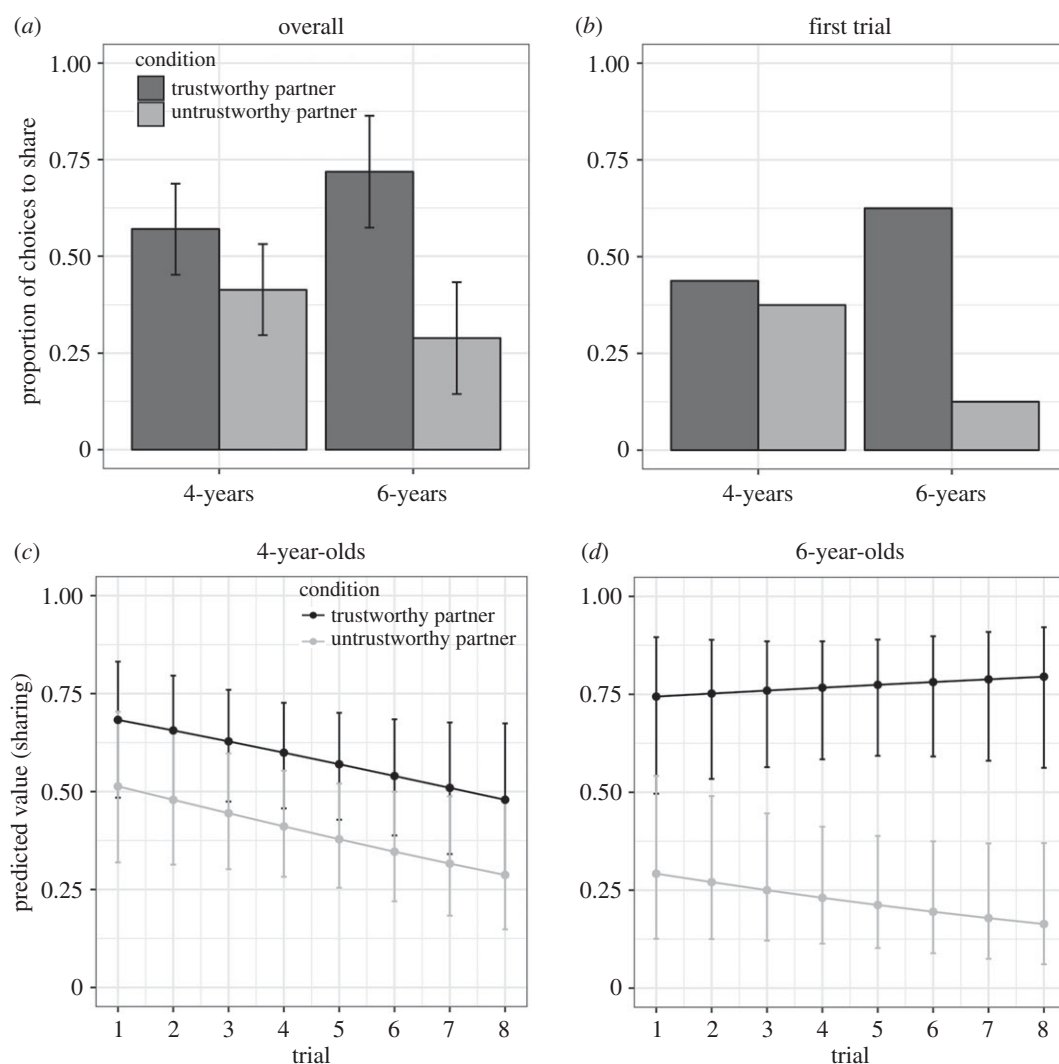 (a)
overall
condition
trustworthy partner
untrustworthy partner
proportion of choices to share
1.00
0.75
0.50
0.25
0
4-years
6-years
(b)
first trial
1.00
0.75
0.50
0.25
0
4-years
6-years
(c)
4-year-olds
condition
trustworthy partner
untrustworthy partner
predicted value (sharing)
1.00
0.75
0.50
0.25
0
1 2 3 4 5 6 7 8
trial
(d)
6-year-olds
1.00
0.75
0.50
0.25
0
1 2 3 4 5 6 7 8
trial